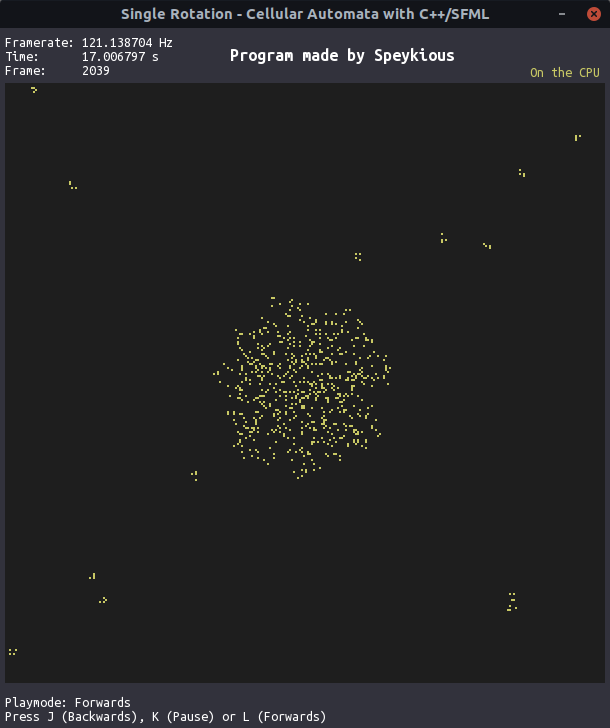 Single Rotation - Cellular Automata with C++/SFML
Framerate: 121.138704 Hz
Time: 17.006797 s
Frame: 2039
Program made by Speykious
On the CPU
Playmode: Forwards
Press J (Backwards), K (Pause) or L (Forwards)